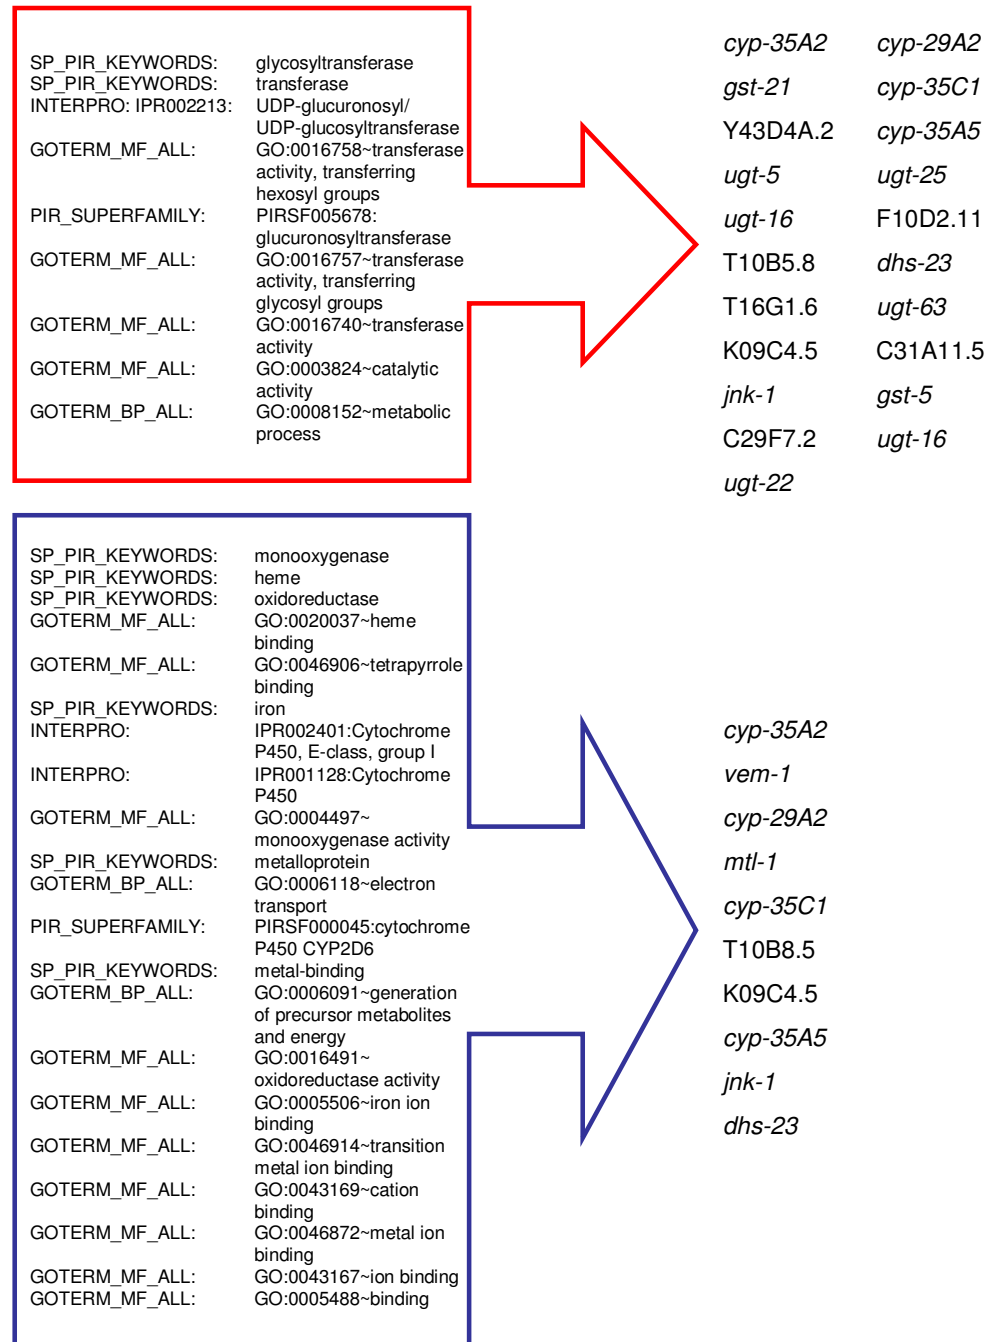 SP_PIR_KEYWORDS: glycosyltransferase
SP_PIR_KEYWORDS: transferase
INTERPRO: IPR002213: UDP-glucuronosyl/
UDP-glucosyltransferase
GOTERM_MF_ALL: GO:0016758~transferase
activity, transferring
hexosyl groups
PIR_SUPERFAMILY: PIRSF005678:
glucuronosyltransferase
GOTERM_MF_ALL: GO:0016757~transferase
activity, transferring
glycosyl groups
GOTERM_MF_ALL: GO:0016740~transferase
activity
GOTERM_MF_ALL: GO:0003824~catalytic
activity
GOTERM_BP_ALL: GO:0008152~metabolic
process
cyp-35A2 cyp-29A2
gst-21 cyp-35C1
Y43D4A.2 cyp-35A5
ugt-5 ugt-25
ugt-16 F10D2.11
T10B5.8 dhs-23
T16G1.6 ugt-63
K09C4.5 C31A11.5
jnk-1 gst-5
C29F7.2 ugt-16
ugt-22
SP_PIR_KEYWORDS: monooxygenase
SP_PIR_KEYWORDS: heme
SP_PIR_KEYWORDS: oxidoreductase
GOTERM_MF_ALL: GO:0020037~heme
binding
GOTERM_MF_ALL: GO:0046906~tetrapyrrole
binding
SP_PIR_KEYWORDS: iron
INTERPRO: IPR002401:Cytochrome
P450, E-class, group I
INTERPRO: IPR001128:Cytochrome
P450
GOTERM_MF_ALL: GO:0004497~
monooxygenase activity
SP_PIR_KEYWORDS: metalloprotein
GOTERM_BP_ALL: GO:0006118~electron
transport
PIR_SUPERFAMILY: PIRSF000045:cytochrome
P450 CYP2D6
SP_PIR_KEYWORDS: metal-binding
GOTERM_BP_ALL: GO:0006091~generation
of precursor metabolites
and energy
GOTERM_MF_ALL: GO:0016491~
oxidoreductase activity
GOTERM_MF_ALL: GO:0005506~iron ion
binding
GOTERM_MF_ALL: GO:0046914~transition
metal ion binding
GOTERM_MF_ALL: GO:0043169~cation
binding
GOTERM_MF_ALL: GO:0046872~metal ion
binding
GOTERM_MF_ALL: GO:0043167~ion binding
GOTERM_MF_ALL: GO:0005488~binding
cyp-35A2
vem-1
cyp-29A2
mtl-1
cyp-35C1
T10B8.5
K09C4.5
cyp-35A5
jnk-1
dhs-23